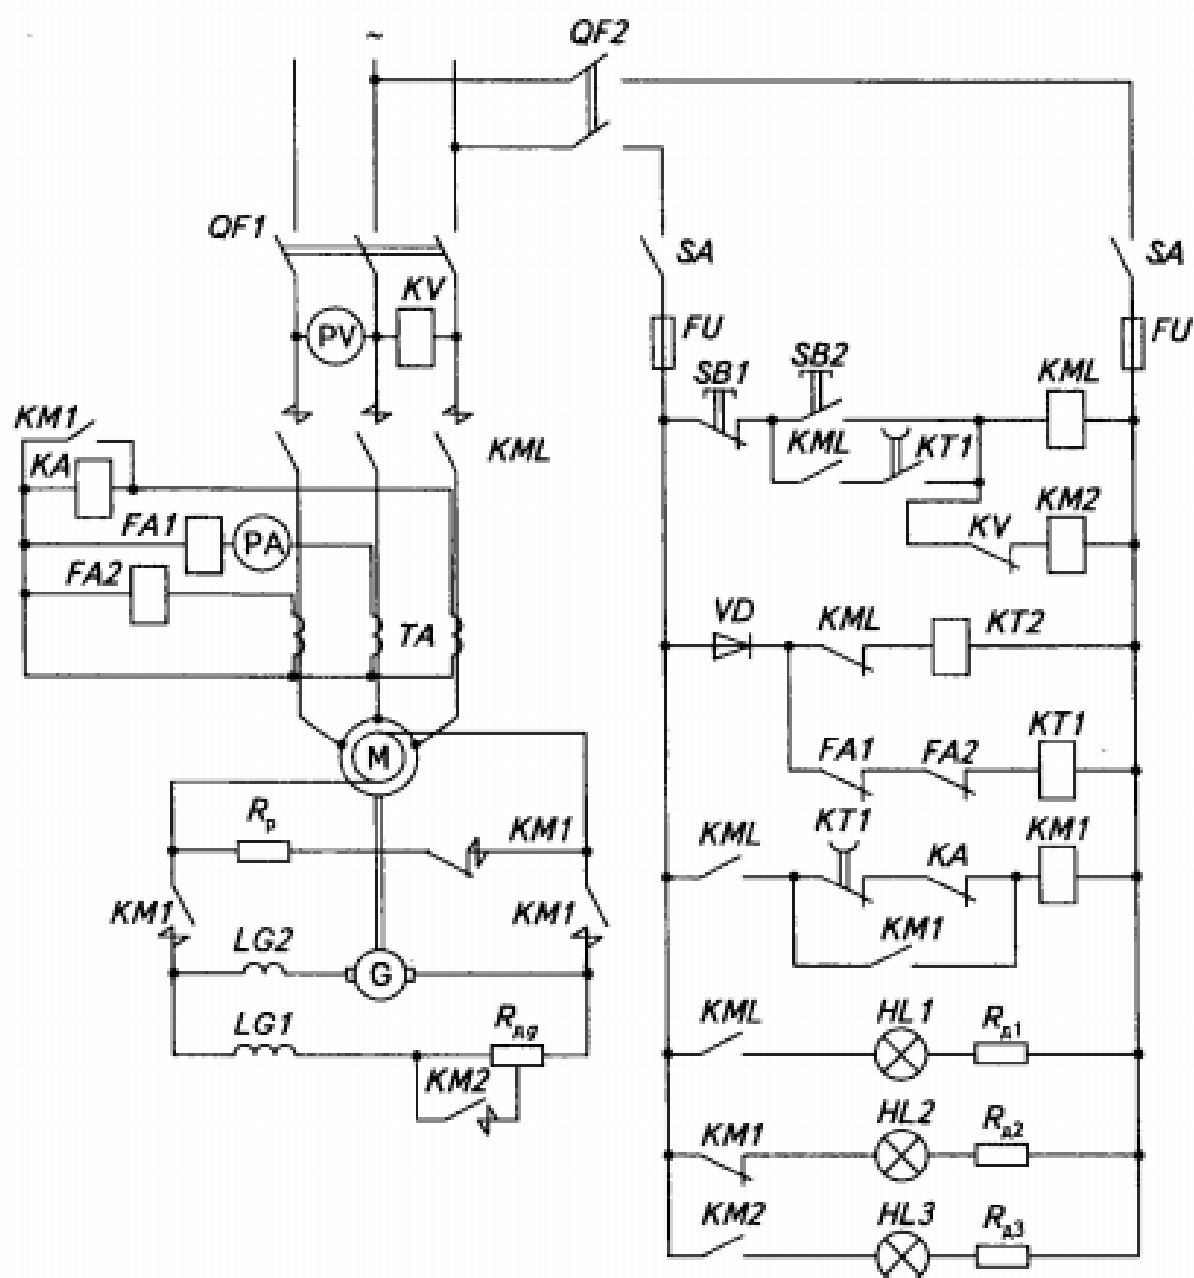 ~
QF2
QF1
SA
SA
KV
PV
FU
FU
SB1
SB2
KML
KM1
KML
KML
KT1
KA
FA1
PA
KV
KM2
FA2
TA
VD
KML
KT2
M
FA1
FA2
KT1
Rр
KM1
KML
KT1
KA
KM1
KM1
KM1
KM1
LG2
G
LG1
Rдg
KML
HL1
Rд1
KM2
KM1
HL2
Rд2
KM2
HL3
Rд3